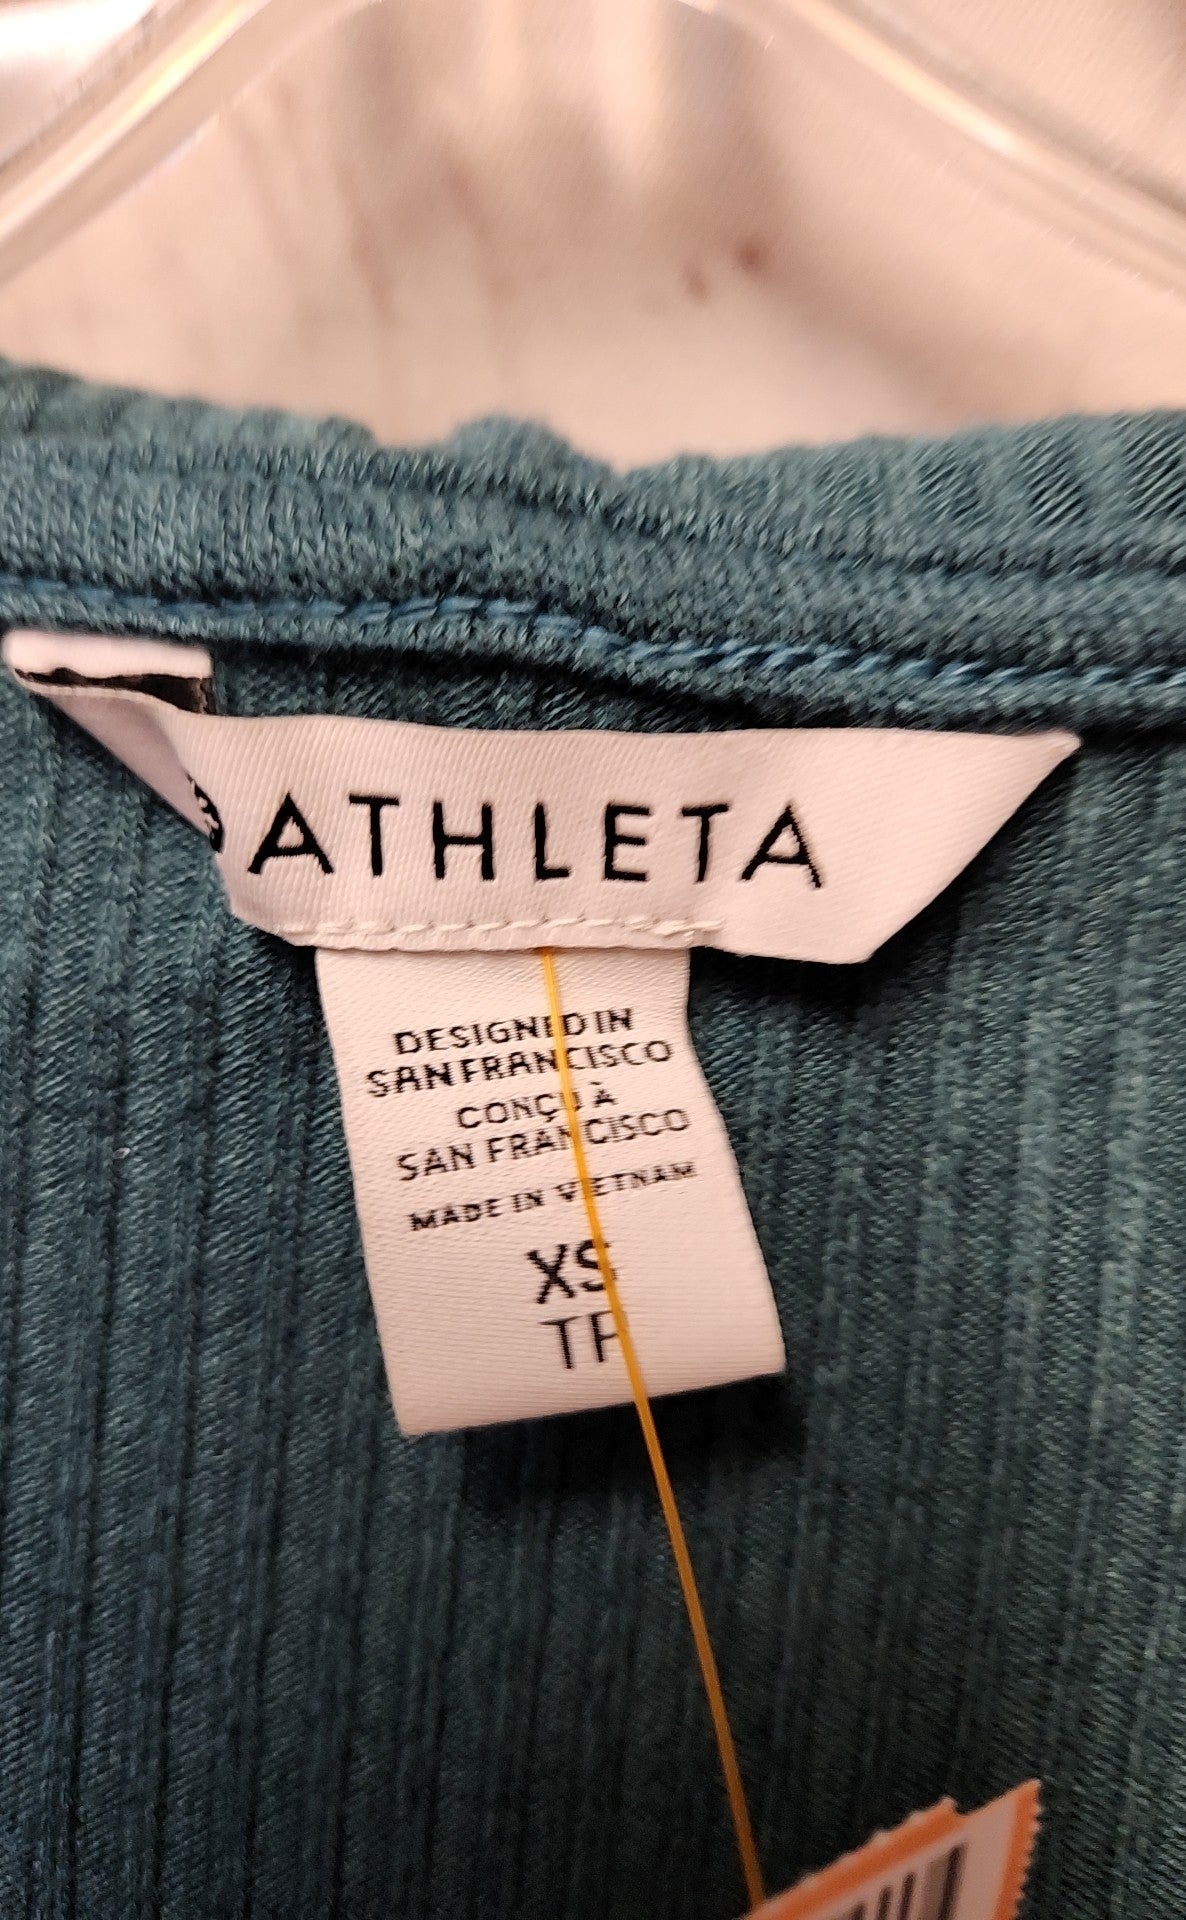 ATHLETA
DESIGNED IN
SAN FRANCISCO
CONÇU À
SAN FRANCISCO
MADE IN VIETNAM
XS
TP